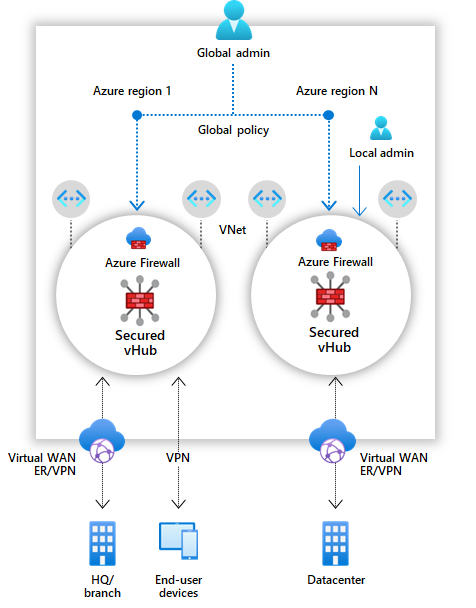 Global admin
Azure region 1
Azure region N
Global policy
Local admin
VNet
Azure Firewall
Secured
vHub
Azure Firewall
Secured
vHub
Virtual WAN
ER/VPN
VPN
Virtual WAN
ER/VPN
HQ/
branch
End-user
devices
Datacenter